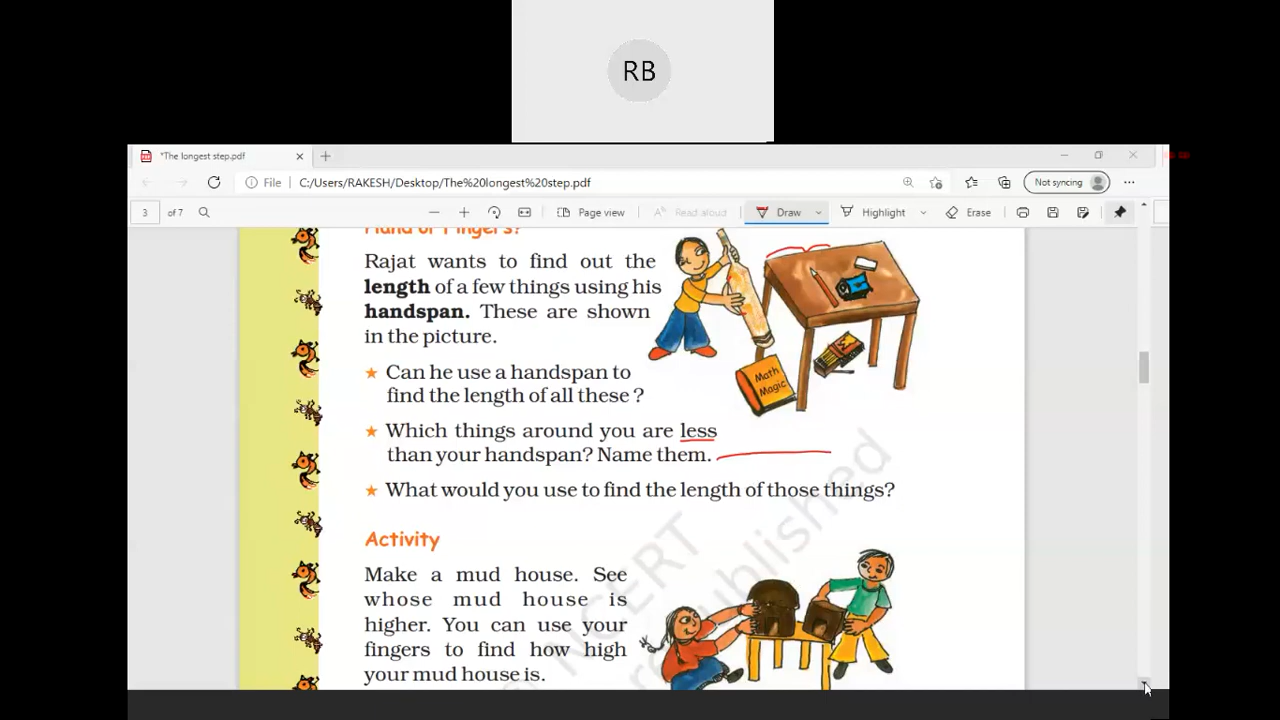 RB
*The longest step.pdf
File
C:/Users/RAKESH/Desktop/The%20longest%20step.pdf
Not syncing
3 of 7
Page view
Read aloud
Draw
Highlight
Erase
Hand or Fingers?
Rajat wants to find out the
length of a few things using his
handspan. These are shown
in the picture.
Math
Magic
★ Can he use a handspan to
find the length of all these ?
★ Which things around you are less
than your handspan? Name them.
★ What would you use to find the length of those things?
Activity
Make a mud house. See
whose mud house is
higher. You can use your
fingers to find how high
your mud house is.
NCERT
published